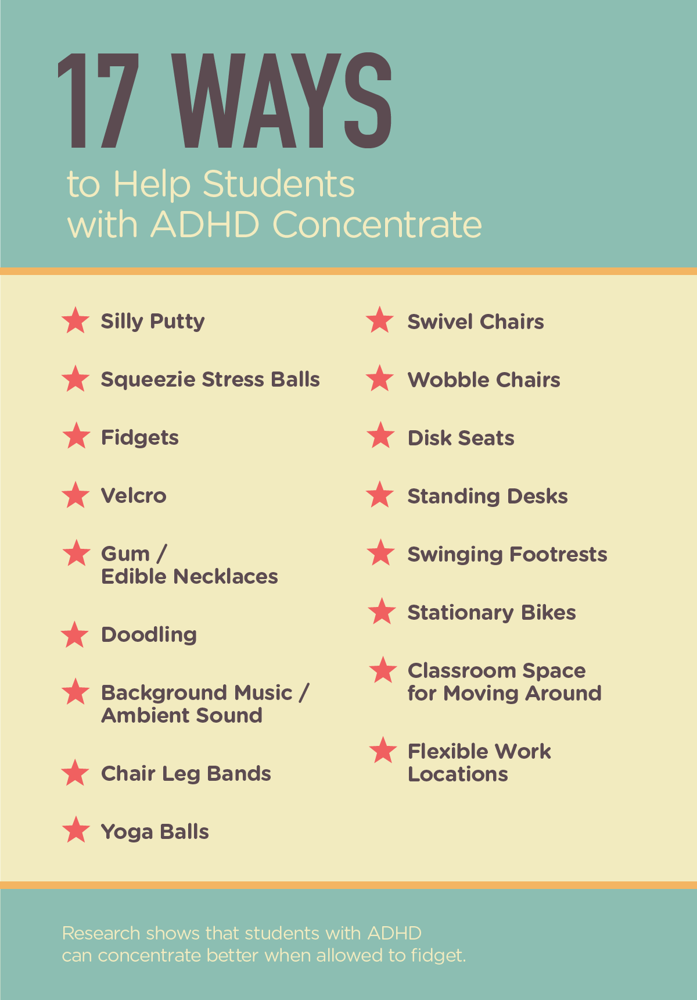 17 WAYS
to Help Students
with ADHD Concentrate
Silly Putty
Squeezie Stress Balls
Fidgets
Velcro
Gum /
Edible Necklaces
Doodling
Background Music /
Ambient Sound
Chair Leg Bands
Yoga Balls
Swivel Chairs
Wobble Chairs
Disk Seats
Standing Desks
Swinging Footrests
Stationary Bikes
Classroom Space
for Moving Around
Flexible Work
Locations
Research shows that students with ADHD
can concentrate better when allowed to fidget.